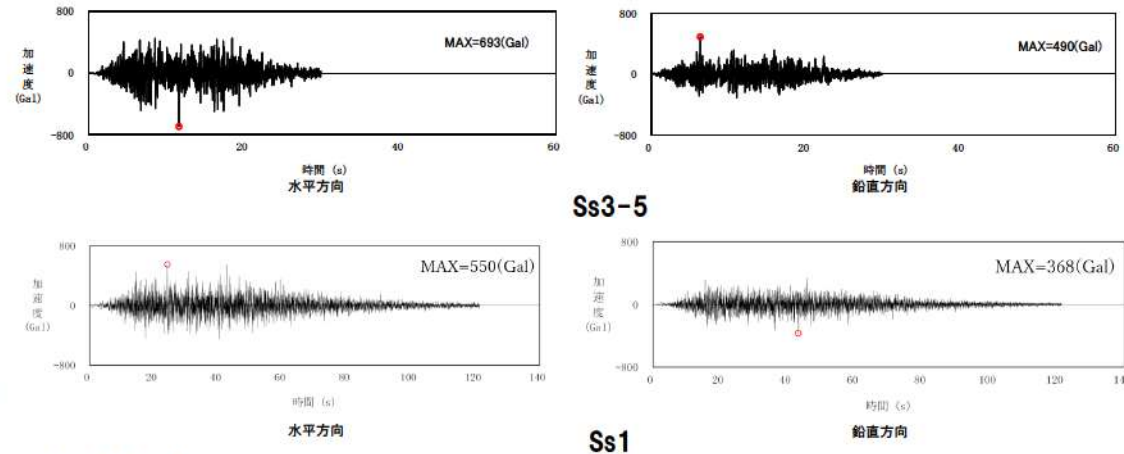 800
加速度(Gal)
0
-800
MAX=693(Gal)
0 20 40 60
時間 (s)
水平方向
800
加速度(Gal)
0
-800
MAX=490(Gal)
0 20 40 60
時間 (s)
鉛直方向
Ss3-5
800
加速度(Gal)
0
-800
MAX=550(Gal)
0 20 40 60 80 100 120 140
時間 (s)
水平方向
800
加速度(Gal)
0
-800
MAX=368(Gal)
0 20 40 60 80 100 120 14
時間 (s)
鉛直方向
Ss1